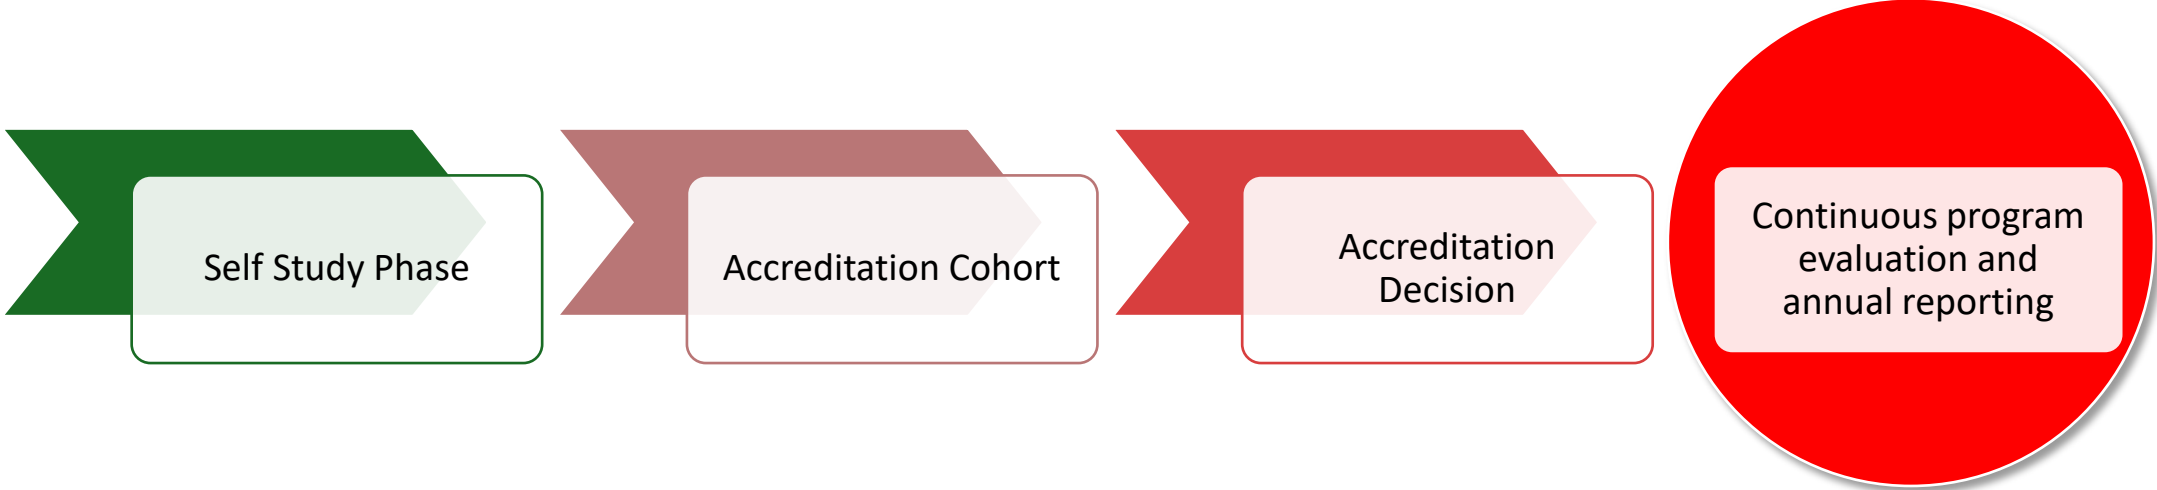 Self Study Phase
Accreditation Cohort
Accreditation
Decision
Continuous program
evaluation and
annual reporting